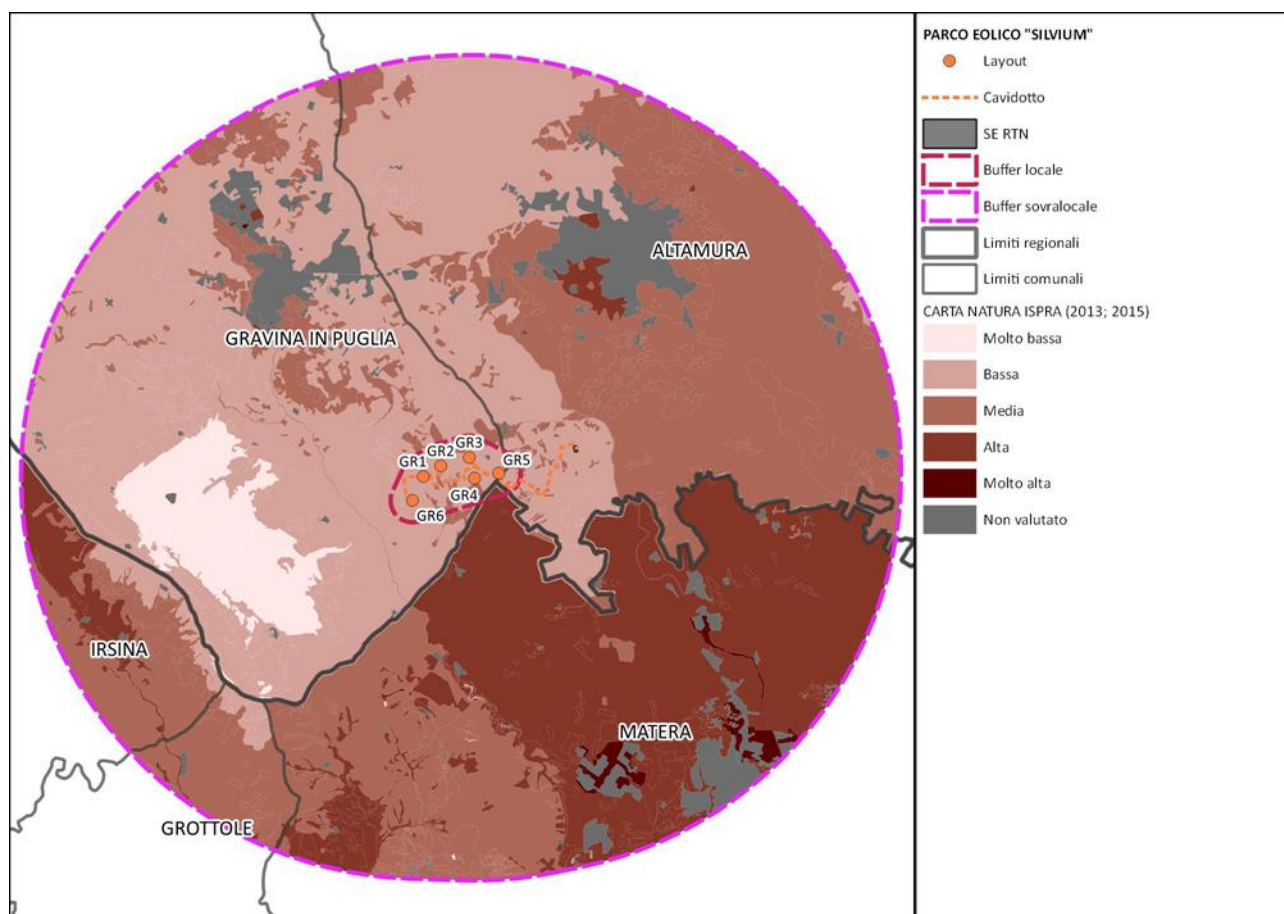 PARCO EOLICO "SILVIUM"
Layout
Cavidotto
SE RTN
Buffer locale
Buffer sovralocale
Limiti regionali
Limiti comunali
CARTA NATURA ISPRA (2013; 2015)
Molto bassa
Bassa
Media
Alta
Molto alta
Non valutato
ALTAMURA
GRAVINA IN PUGLIA
GR3
GR2
GR1
GR5
GR4
GR6
IRSINA
MATERA
GROTTOLE